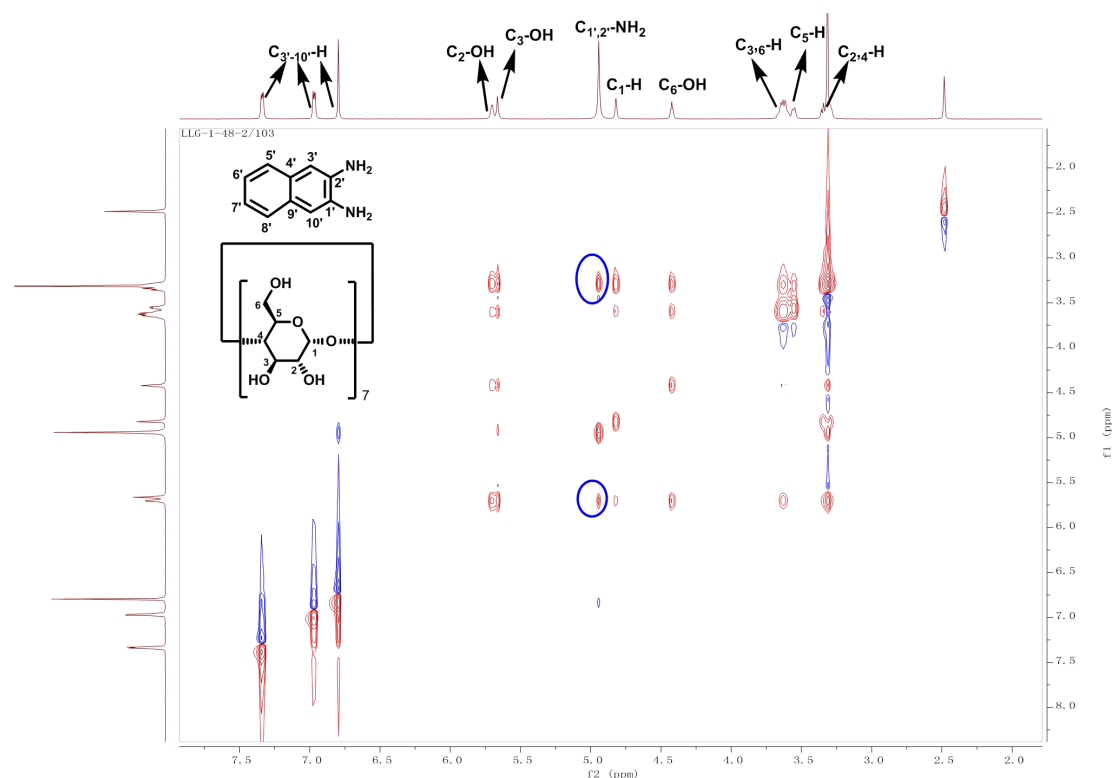 C3'-10'-H
C2-OH
C3-OH
C1',2'-NH2
C1-H
C6-OH
C3,6-H
C5-H
C2,4-H
LLG-1-48-2/103
5'
4'
3'
NH2
6'
2'
7'
1'
NH2
9'
8'
10'
OH
6
5
O
4
1
O
3
2
HO
OH
7
2.0
2.5
3.0
3.5
4.0
4.5
5.0
5.5
6.0
6.5
7.0
7.5
8.0
f1 (ppm)
7.5 7.0 6.5 6.0 5.5 5.0 4.5 4.0 3.5 3.0 2.5 2.0
f2 (ppm)